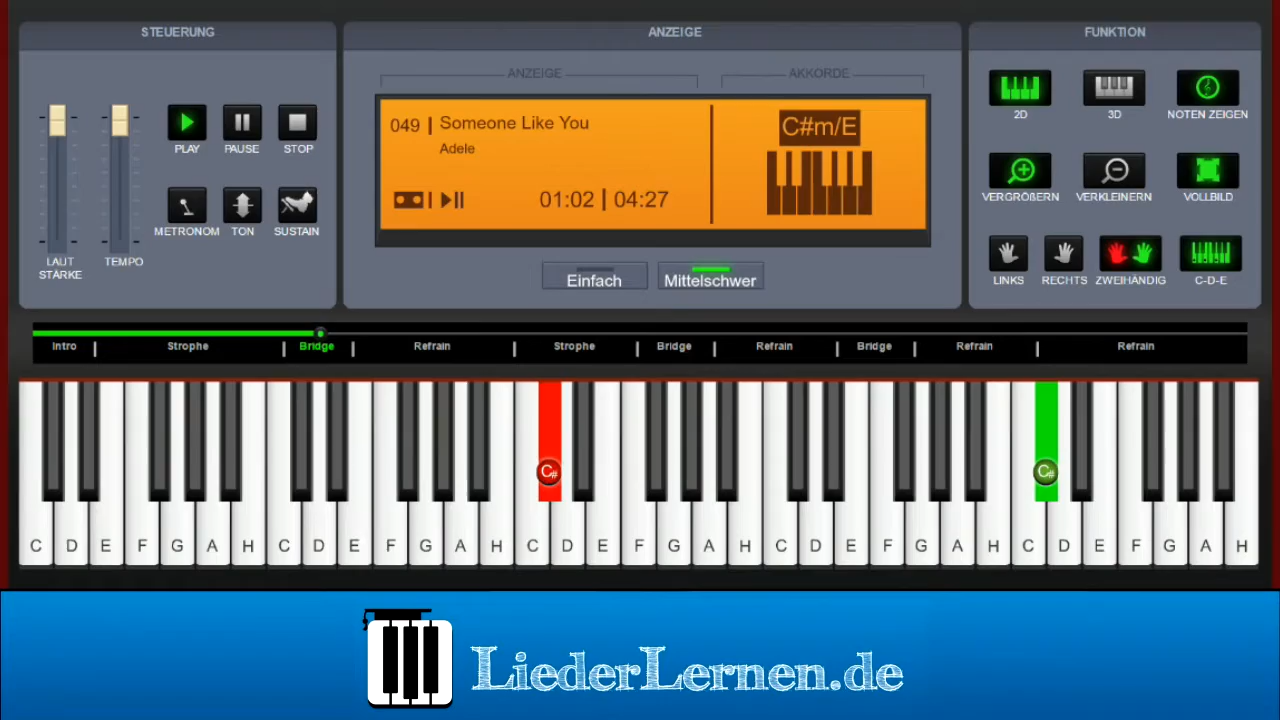 STEUERUNG
ANZEIGE
FUNKTION
ANZEIGE
AKKORDE
049 | Someone Like You
Adele
C#m/E
01:02 | 04:27
PLAY
PAUSE
STOP
METRONOM
TON
SUSTAIN
LAUT
STÄRKE
TEMPO
Einfach
Mittelschwer
2D
3D
NOTEN ZEIGEN
VERGRÖßERN
VERKLEINERN
VOLLBILD
LINKS
RECHTS
ZWEIHÄNDIG
C-D-E
Intro | Strophe | Bridge | Refrain | Strophe | Bridge | Refrain | Bridge | Refrain | Refrain
C# C#
C D E F G A H C D E F G A H C D E F G A H C D E F G A H C D E F G A H
LiederLernen.de